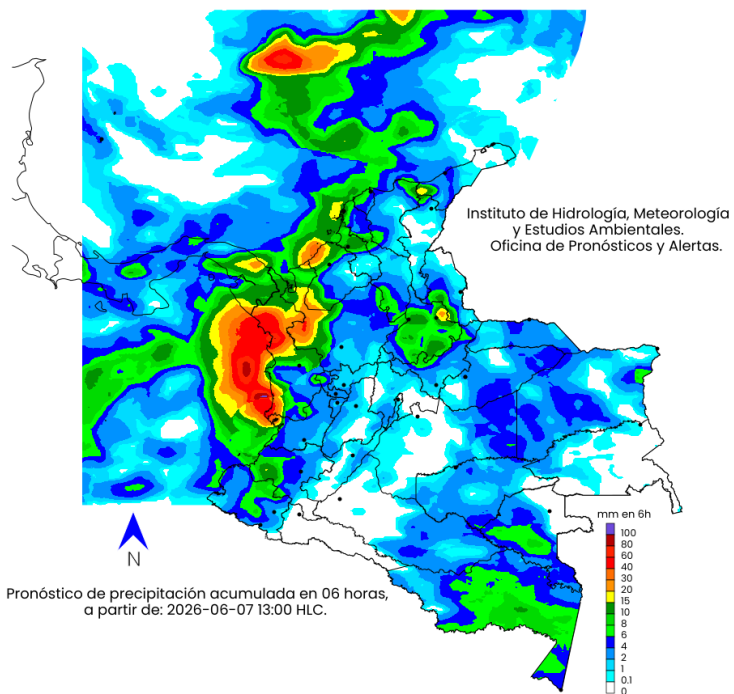 Instituto de Hidrología, Meteorología
y Estudios Ambientales.
Oficina de Pronósticos y Alertas.
mm en 6h
100
80
60
40
30
20
15
10
8
6
4
2
1
0.1
0
N
Pronóstico de precipitación acumulada en 06 horas,
a partir de: 2026-06-07 13:00 HLC.